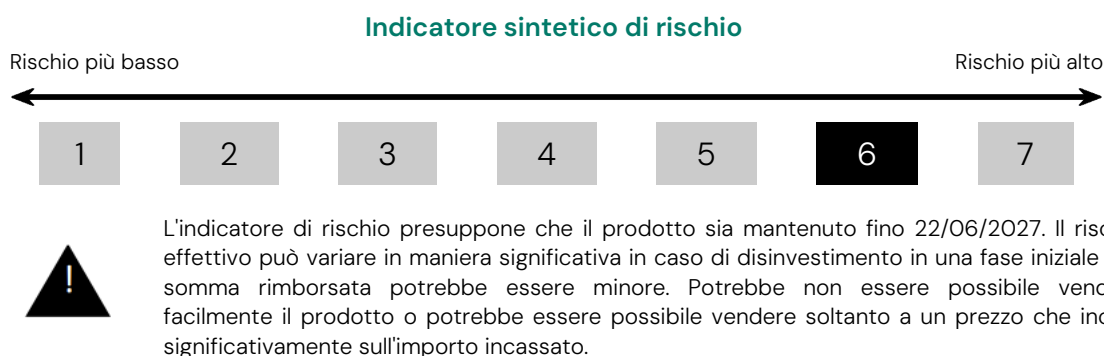 Indicatore sintetico di rischio
Rischio più basso Rischio più alto
1 2 3 4 5 6 7
L'indicatore di rischio presuppone che il prodotto sia mantenuto fino 22/06/2027. Il
effettivo può variare in maniera significativa in caso di disinvestimento in una fase iniziale
! somma rimborsata potrebbe essere minore. Potrebbe non essere possibile
facilmente il prodotto o potrebbe essere possibile vendere soltanto a un prezzo che
significativamente sull'importo incassato.